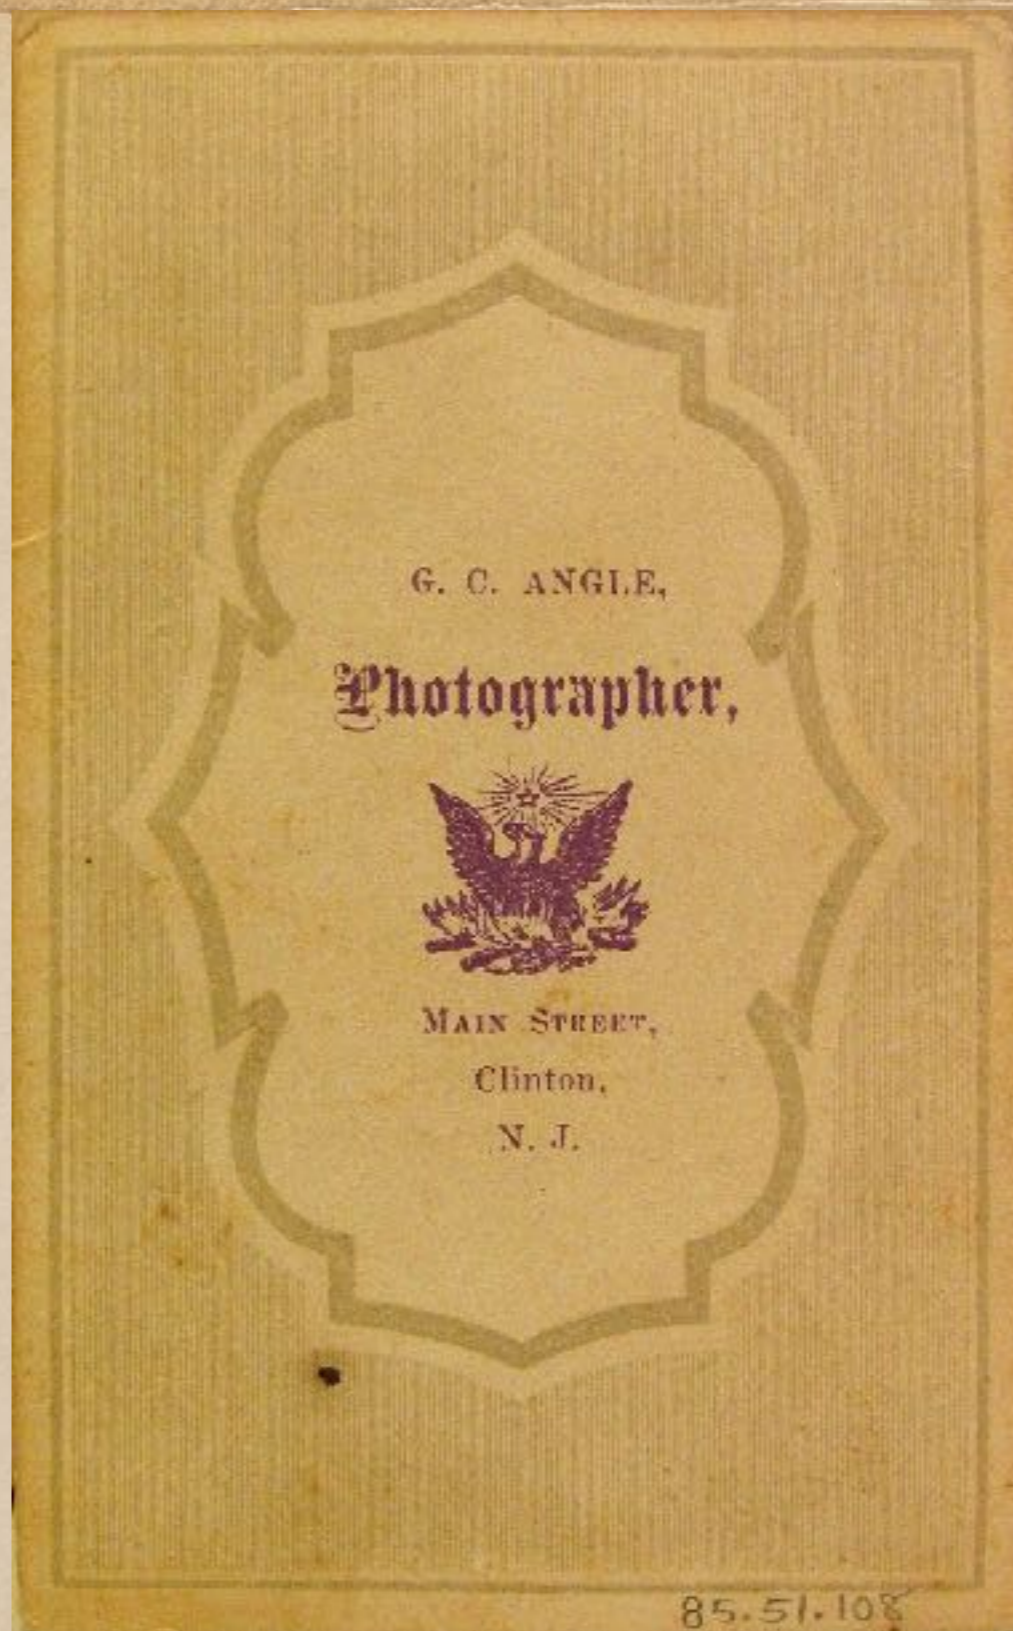 G. C. ANGLE,
Photographer,
MAIN STREET,
Clinton,
N. J.
85.51.108